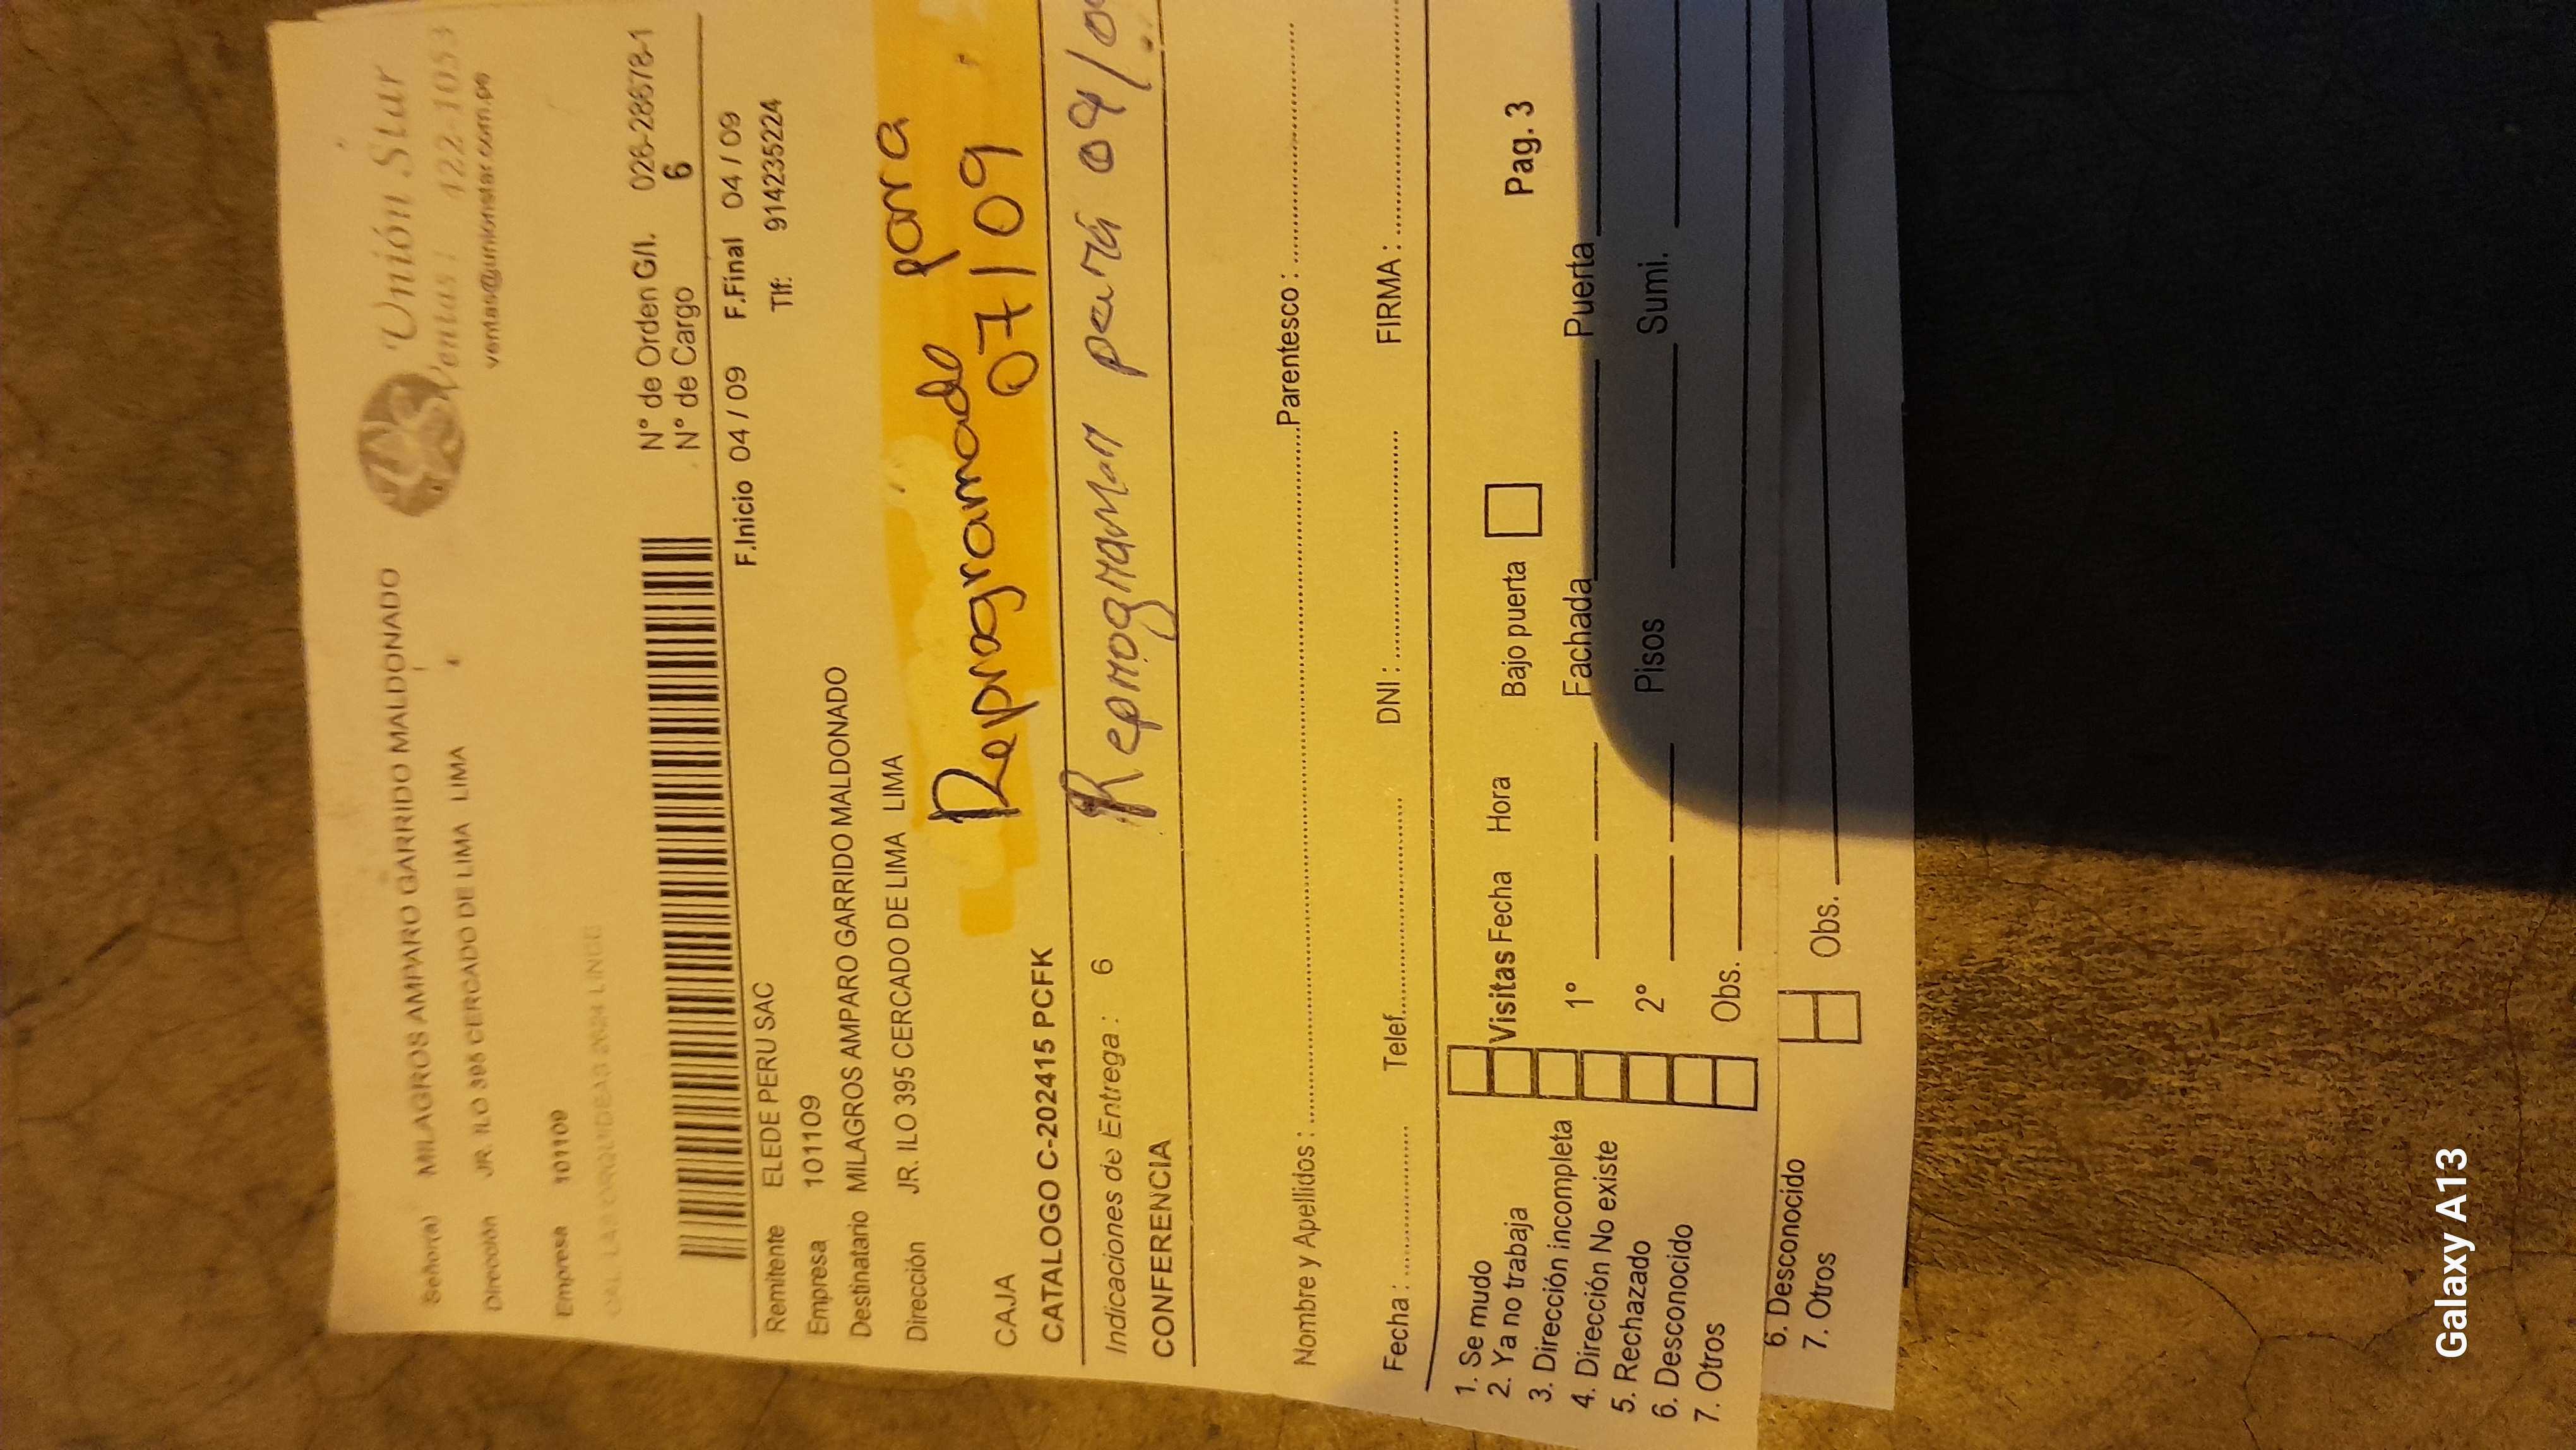 Señor(a) MILAGROS AMPARO GARRIDO MALDONADO
Dirección JR. ILO 395 CERCADO DE LIMA LIMA
Empresa 101109
Unión Star
Ventas: 422-1053
ventas@unionstar.com.pe
N° de Orden G/I. 026-28678-1
N° de Cargo 6
F.Inicio 04 / 09 F.Final 04 / 09
Remitente ELEDE PERU SAC
Tlf: 914235224
Empresa 101109
Destinatario MILAGROS AMPARO GARRIDO MALDONADO
Dirección JR. ILO 395 CERCADO DE LIMA LIMA
Reprogramado para
07/09
CAJA
CATALOGO C-202415 PCFK
Indicaciones de Entrega : 6
Reprogramar para
CONFERENCIA
Nombre y Apellidos : Parentesco :
Fecha : Telef. DNI : FIRMA :
1. Se mudo
2. Ya no trabaja
3. Dirección incompleta
4. Dirección No existe
5. Rechazado
6. Desconocido
7. Otros
Visitas Fecha Hora Bajo puerta Pag. 3
1° Fachada Puerta
2° Pisos Sumi.
Obs.
6. Desconocido
7. Otros
Obs.
Galaxy A13